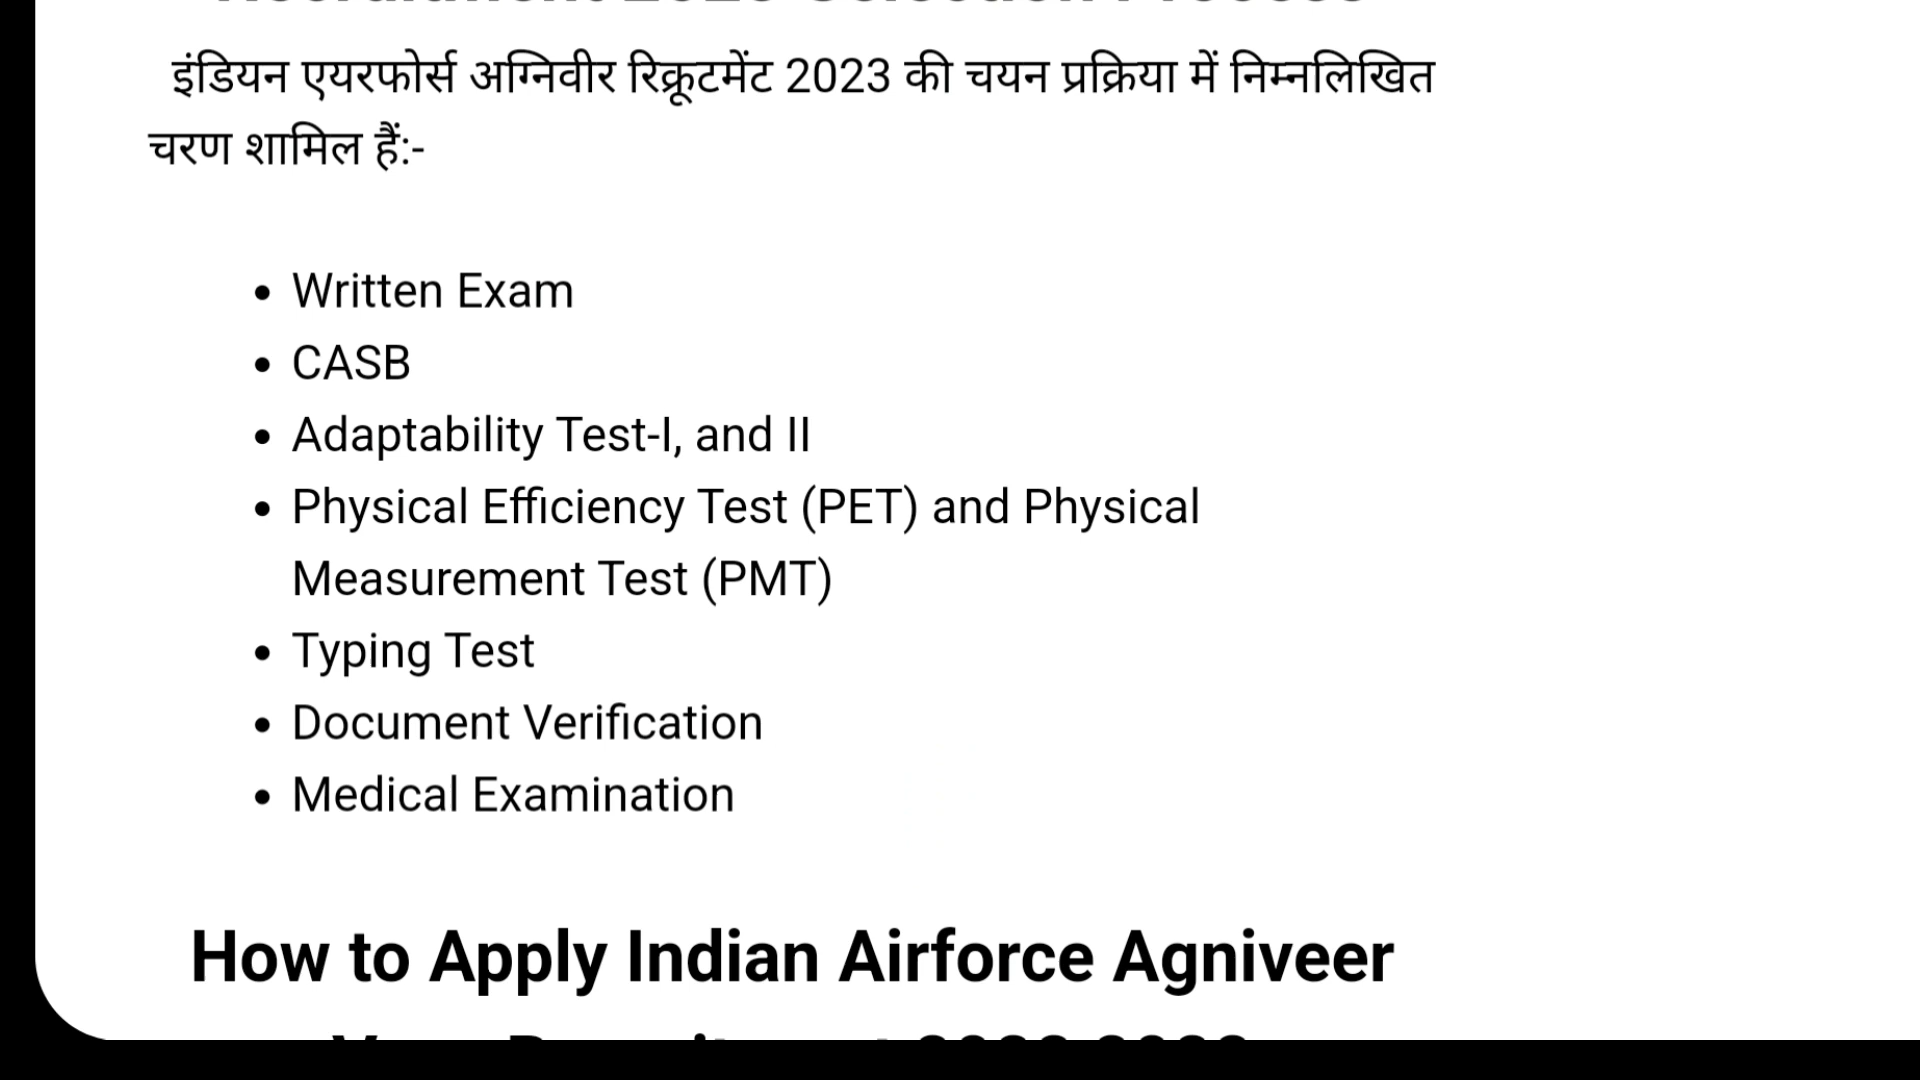 इंडियन एयरफोर्स अग्निवीर रिक्रूटमेंट 2023 की चयन प्रक्रिया में निम्नलिखित
चरण शामिल हैं:-
• Written Exam
• CASB
• Adaptability Test-I, and II
• Physical Efficiency Test (PET) and Physical
Measurement Test (PMT)
• Typing Test
• Document Verification
• Medical Examination
How to Apply Indian Airforce Agniveer